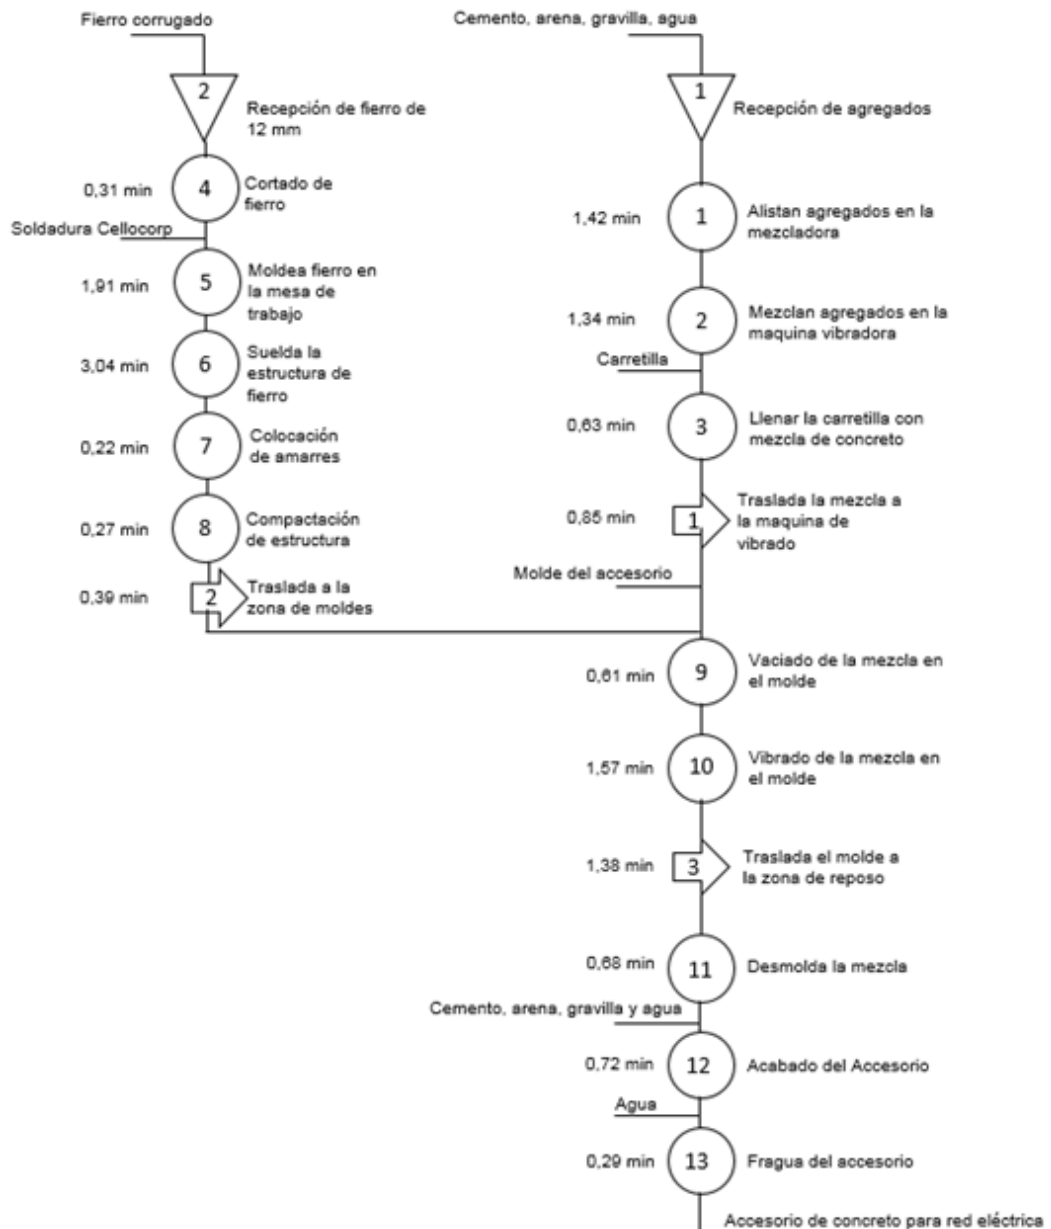 Fierro corrugado
2
Recepción de fierro de
12 mm
0,31 min
4
Cortado de
fierro
Soldadura Cellocorp
1,91 min
5
Moldea fierro en
la mesa de
trabajo
3,04 min
6
Suelda la
estructura de
fierro
0,22 min
7
Colocación
de amarres
0,27 min
8
Compactación
de estructura
0,39 min
2
Traslada a la
zona de moldes
Cemento, arena, gravilla, agua
1
Recepción de agregados
1,42 min
1
Alistan agregados en la
mezcladora
1,34 min
2
Mezclan agregados en la
maquina vibradora
Carretilla
0,63 min
3
Llenar la carretilla con
mezcla de concreto
0,85 min
1
Traslada la mezcla a
la maquina de
vibrado
Molde del accesorio
0,61 min
9
Vaciado de la mezcla en
el molde
1,57 min
10
Vibrado de la mezcla en
el molde
1,38 min
3
Traslada el molde a
la zona de reposo
0,68 min
11
Desmolda la mezcla
Cemento, arena, gravilla y agua
0,72 min
12
Acabado del Accesorio
Agua
0,29 min
13
Fragua del accesorio
Accesorio de concreto para red eléctrica